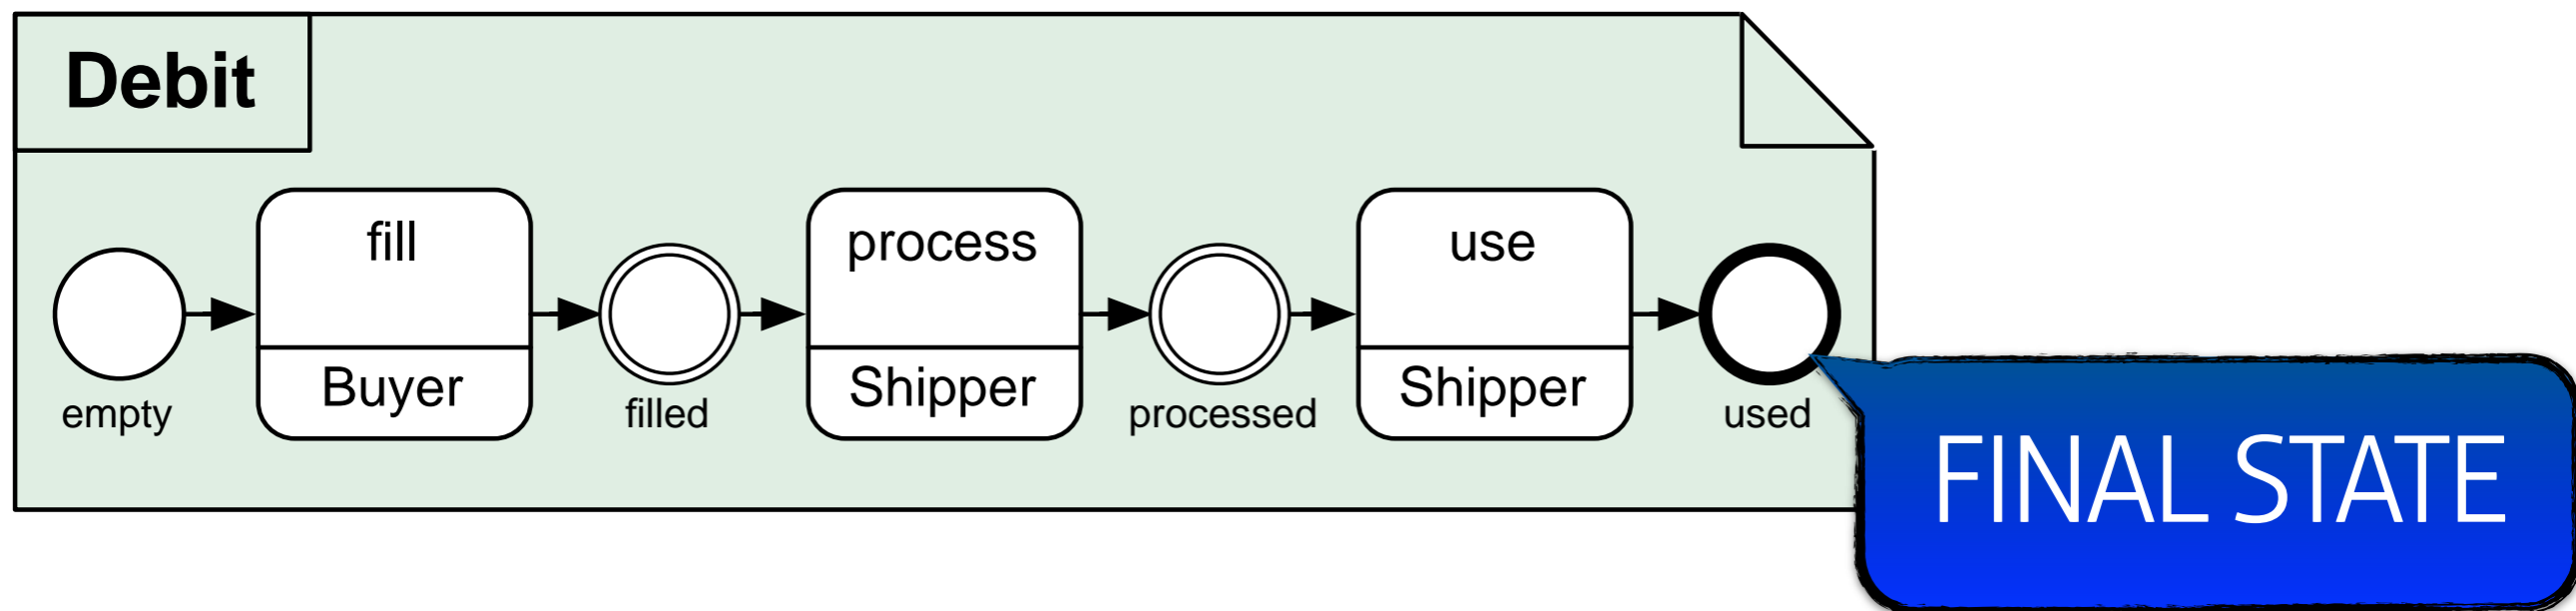 Debit
fill
process
use
Buyer
Shipper
Shipper
empty
filled
processed
used
FINAL STATE